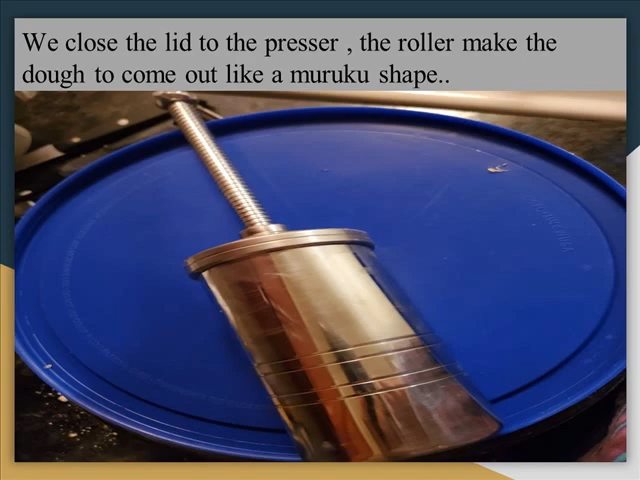 We close the lid to the presser , the roller make the
dough to come out like a muruku shape..